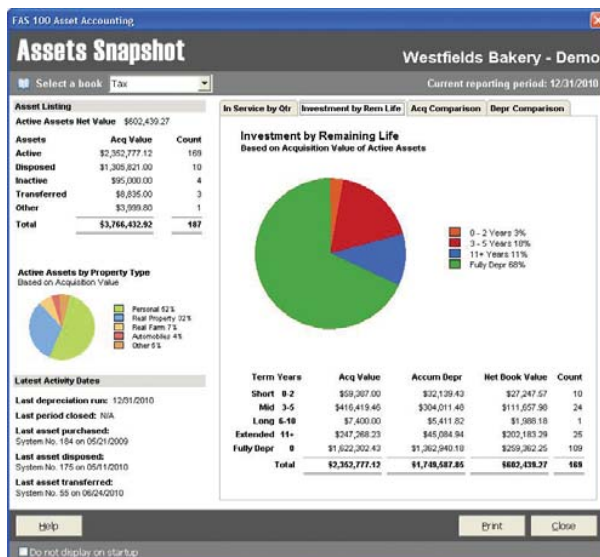 FAS 100 Asset Accounting
Assets Snapshot
Westfields Bakery - Demo
Select a book Tax
Current reporting period: 12/31/2010
Asset Listing
Active Assets Net Value $602,439.27
Assets Acq Value Count
Active $2,352,777.12 169
Disposed $1,305,821.00 10
Inactive $95,000.00 4
Transferred $8,835.00 3
Other $3,999.80 1
Total $3,766,432.92 187
Active Assets by Property Type
Based on Acquisition Value
Personal 52%
Real Property 32%
Real Farm 7%
Automobiles 4%
Other 5%
Latest Activity Dates
Last depreciation run: 12/31/2010
Last period closed: N/A
Last asset purchased:
System No. 184 on 05/21/2009
Last asset disposed:
System No. 175 on 05/11/2010
Last asset transferred:
System No. 55 on 06/24/2010
In Service by Qtr Investment by Rem Life Acq Comparison Depr Comparison
Investment by Remaining Life
Based on Acquisition Value of Active Assets
0 - 2 Years 3%
3 - 5 Years 18%
11+ Years 11%
Fully Depr 68%
Term Years Acq Value Accum Depr Net Book Value Count
Short 0-2 $59,387.00 $32,139.43 $27,247.57 10
Mid 3-5 $416,419.46 $304,011.48 24
Long 6-10 $7,400.00 $5,411.82 $1,988.18 1
Extended 11+ $247,268.23 $45,084.94 $202,183.29 25
Fully Depr 0 $1,622,302.43 $1,362,940.18 $259,362.25 109
Total $2,352,777.12 $1,749,587.85 $602,439.27 169
Help Print Close
Do not display on startup